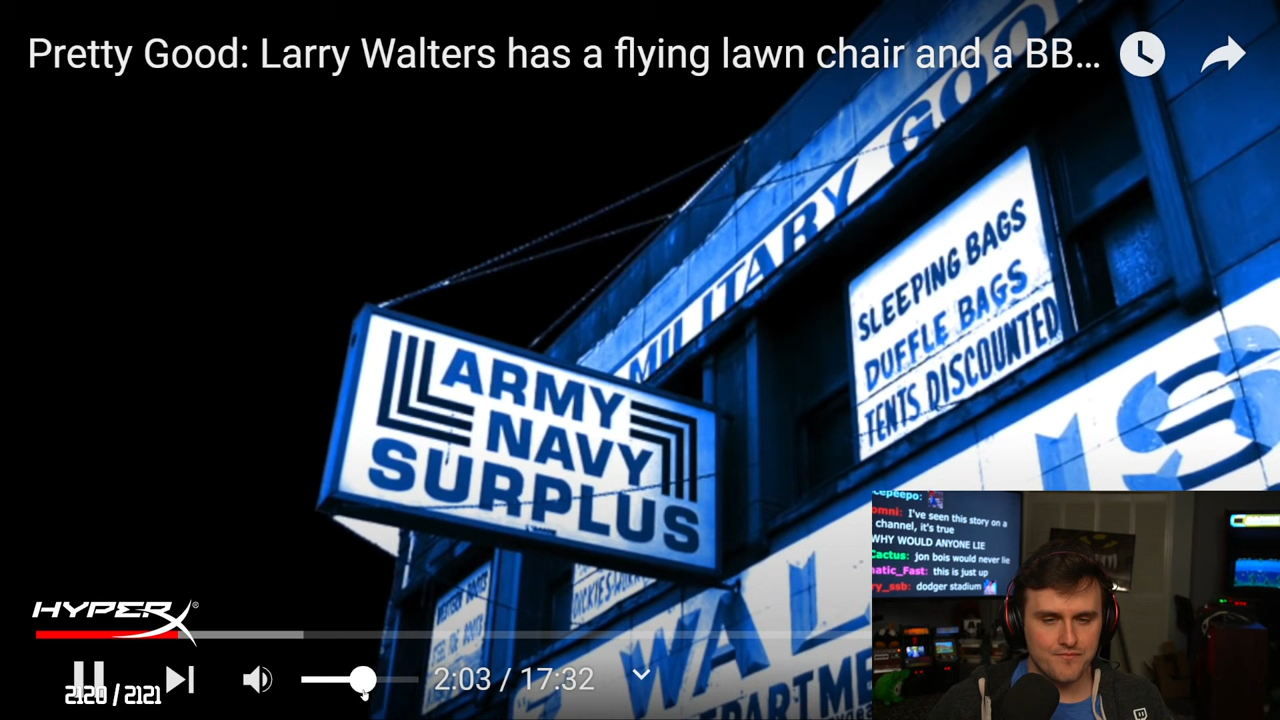 Pretty Good: Larry Walters has a flying lawn chair and a BB...
MILITARY
SLEEPING BAGS
DUFFLE BAGS
TENTS DISCOUNTED
ARMY
NAVY
SURPLUS
HYPERX
2:03 / 17:32
2120 / 2121
cepeepo:
omni: I've seen this story on a
channel, it's true
WHY WOULD ANYONE LIE
Cactus: jon bois would never lie
natic_Fast: this is just up
ry_ssb: dodger stadium